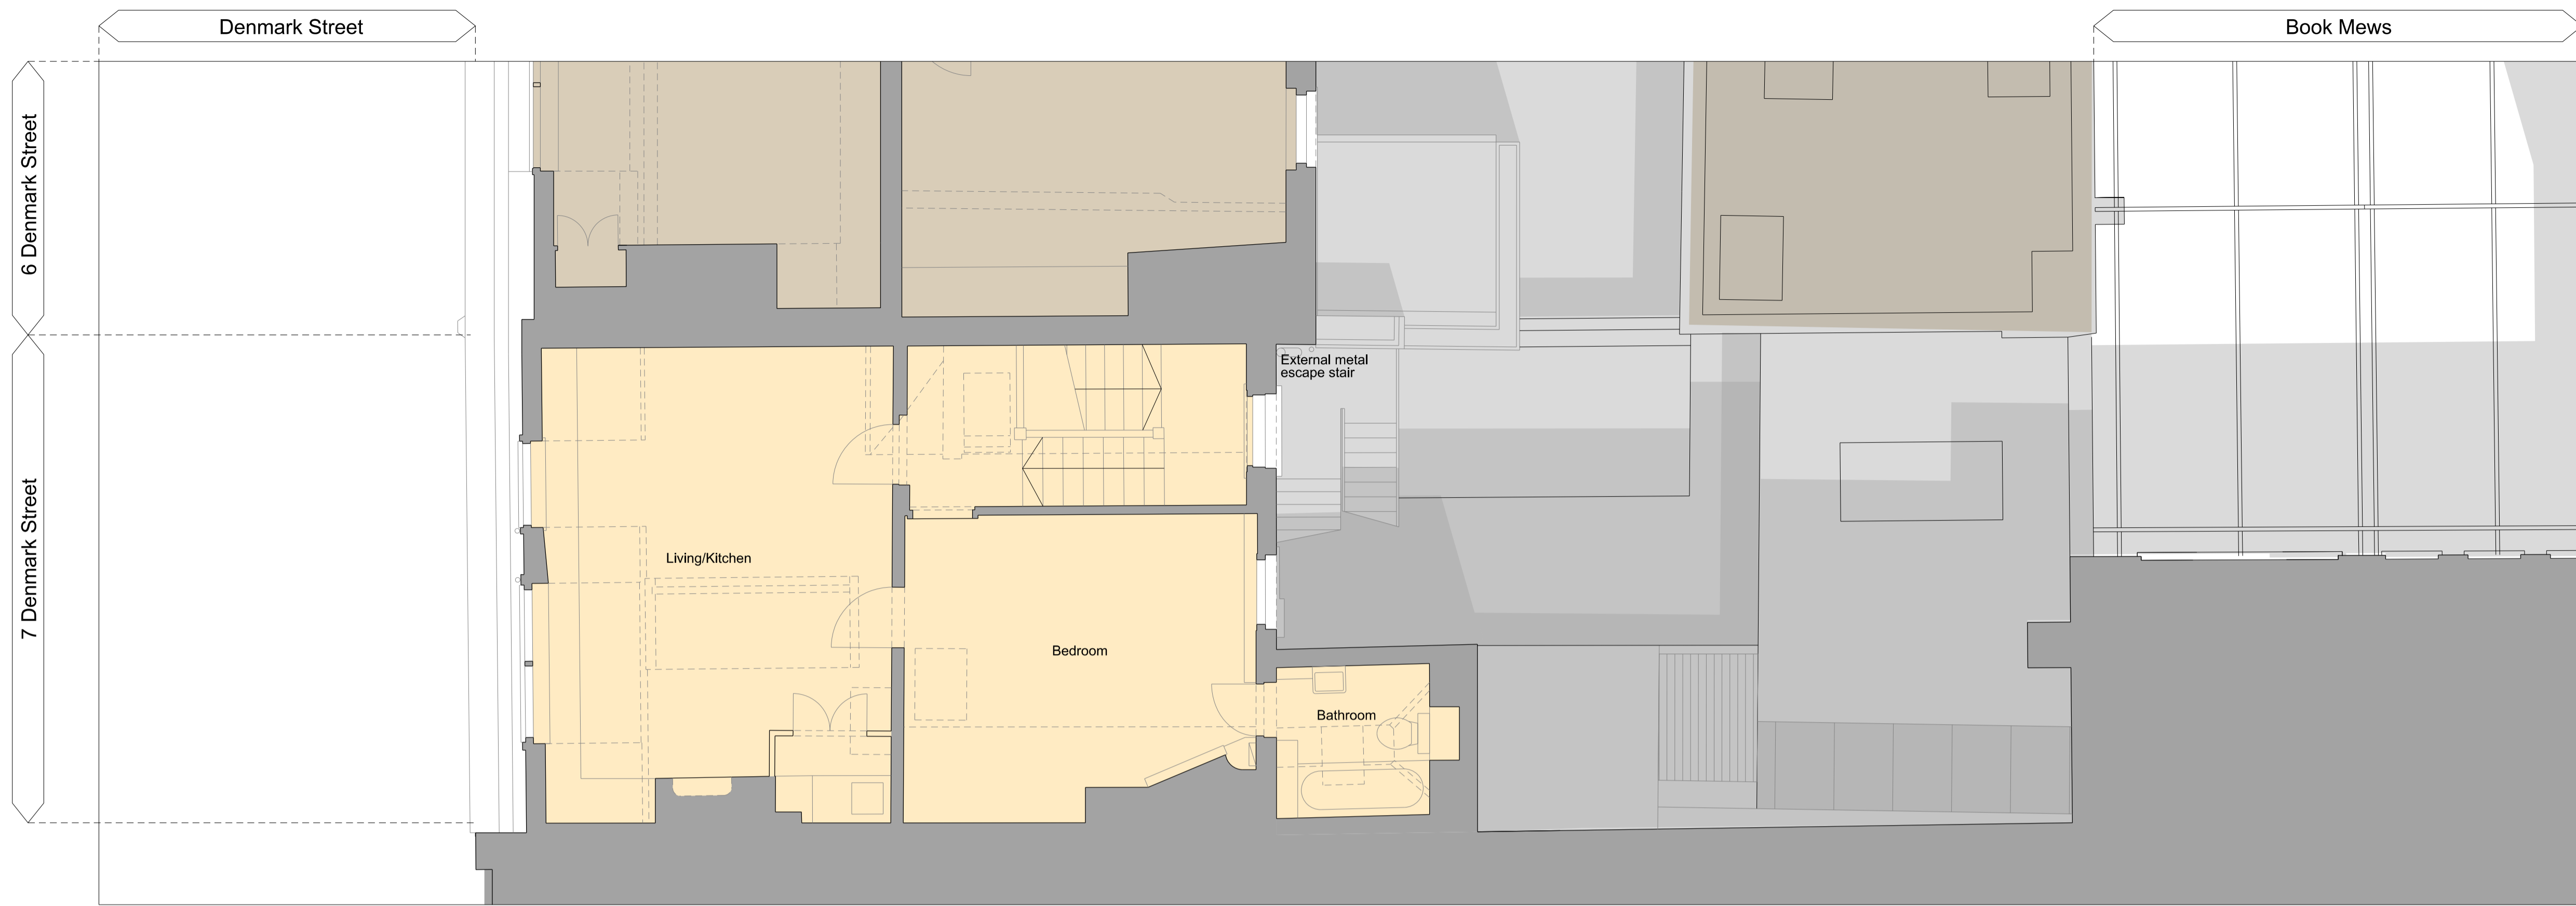 Denmark Street
Book Mews
6 Denmark Street
7 Denmark Street
External metal
escape stair
Living/Kitchen
Bedroom
Bathroom